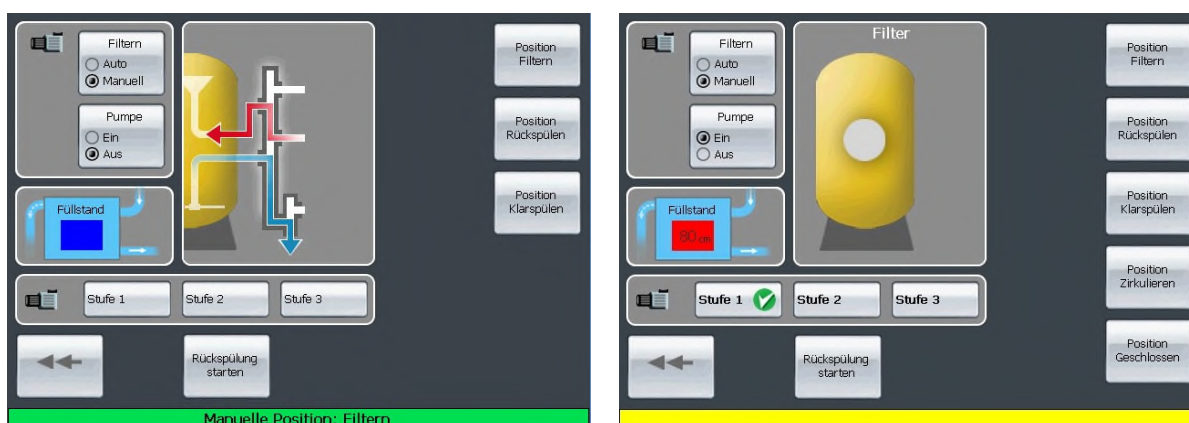 Filtern
Auto
Manuell
Pumpe
Ein
Aus
Füllstand
Stufe 1
Stufe 2
Stufe 3
Rückspülung
starten
Position
Filtern
Position
Rückspülen
Position
Klarspülen
Manuelle Position: Filtern
Filter
Filtern
Auto
Manuell
Pumpe
Ein
Aus
Füllstand
80 cm
Stufe 1
Stufe 2
Stufe 3
Rückspülung
starten
Position
Filtern
Position
Rückspülen
Position
Klarspülen
Position
Zirkulieren
Position
Geschlossen